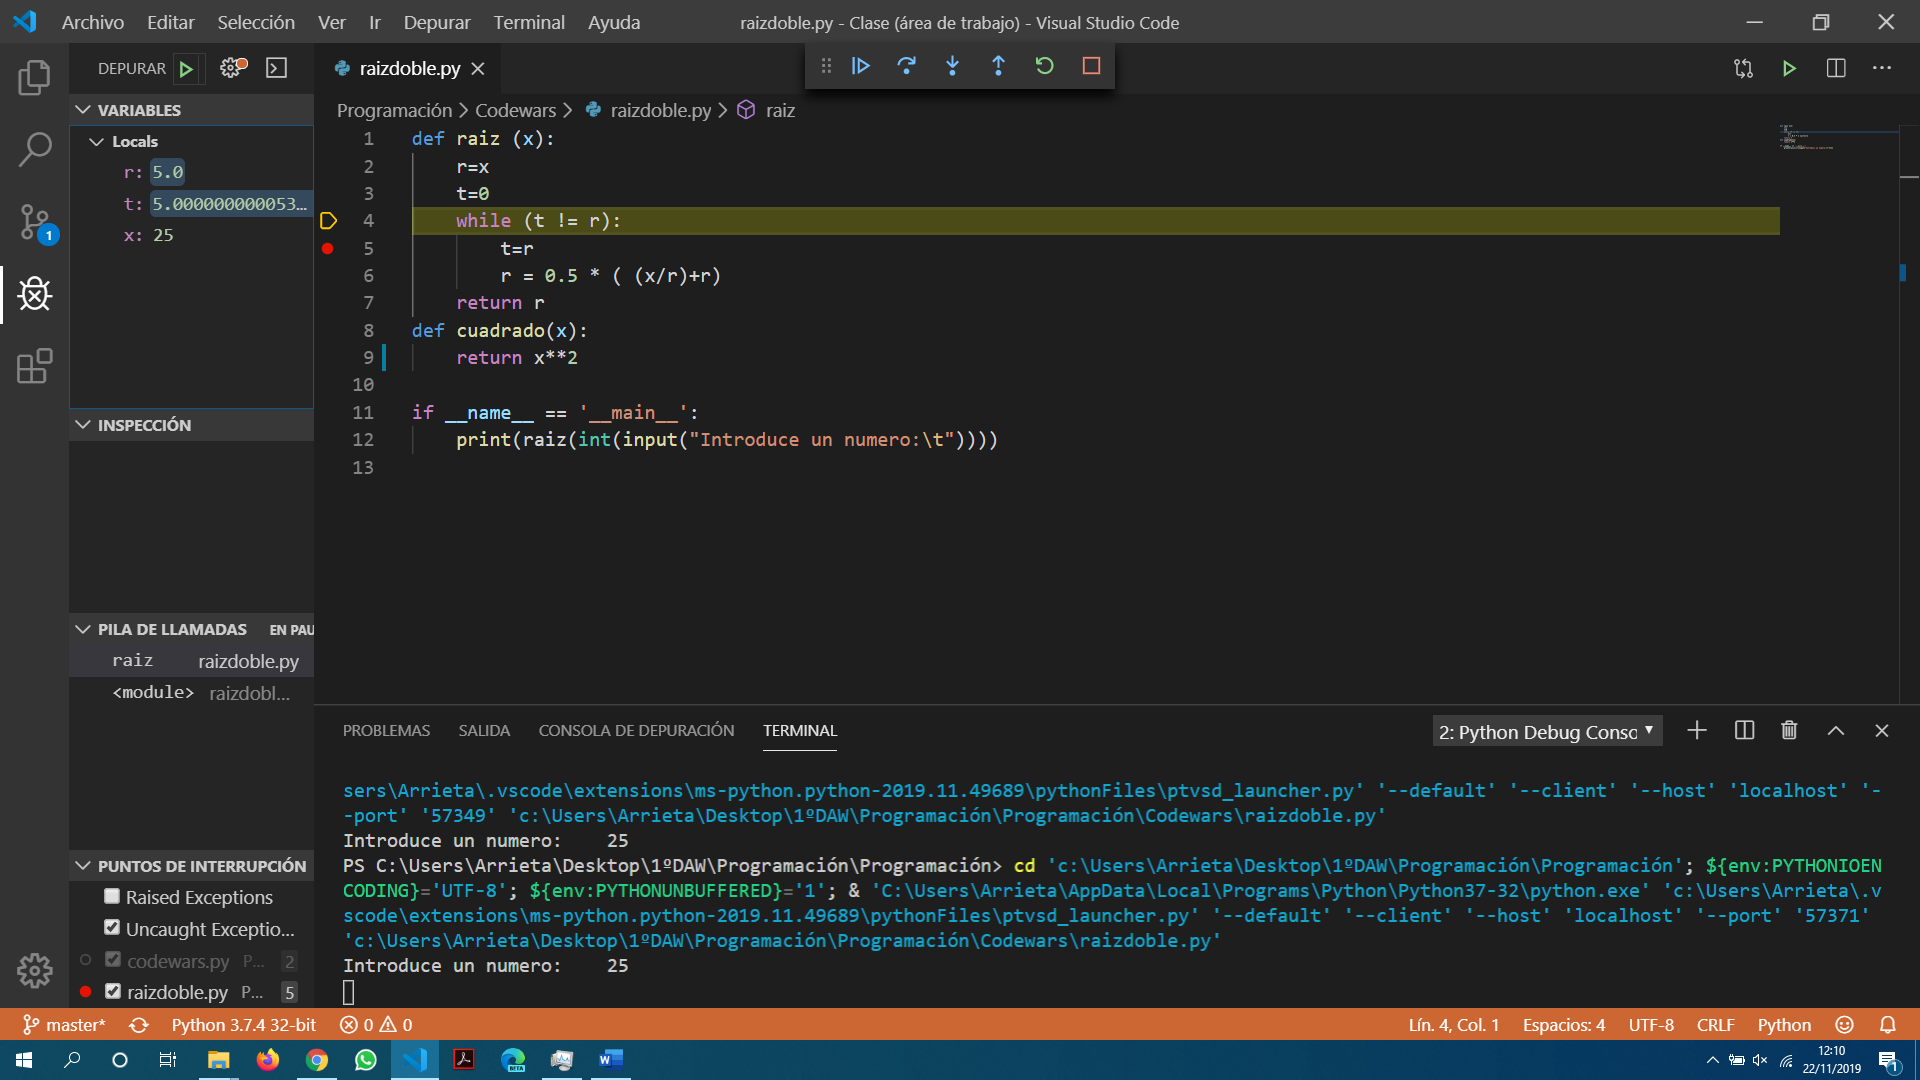 Archivo Editar Selección Ver Ir Depurar Terminal Ayuda
raizdoble.py - Clase (área de trabajo) - Visual Studio Code
DEPURAR
raizdoble.py
VARIABLES
Locals
r: 5.0
t: 5.000000000053...
x: 25
INSPECCIÓN
PILA DE LLAMADAS EN PAU
raiz raizdoble.py
<module> raizdobl...
PUNTOS DE INTERRUPCIÓN
Raised Exceptions
Uncaught Exceptio...
codewars.py P... 2
raizdoble.py P... 5
1
Programación > Codewars > raizdoble.py > raiz
1 def raiz (x):
2 r=x
3 t=0
4 while (t != r):
5 t=r
6 r = 0.5 * ( (x/r)+r)
7 return r
8 def cuadrado(x):
9 return x**2
10
11 if __name__ == '__main__':
12 print(raiz(int(input("Introduce un numero:\t"))))
13
PROBLEMAS SALIDA CONSOLA DE DEPURACIÓN TERMINAL
2: Python Debug Consc
sers\Arrieta\.vscode\extensions\ms-python.python-2019.11.49689\pythonFiles\ptvsd_launcher.py' '--default' '--client' '--host' 'localhost' '-
-port' '57349' 'c:\Users\Arrieta\Desktop\1ºDAW\Programación\Programación\Codewars\raizdoble.py'
Introduce un numero: 25
PS C:\Users\Arrieta\Desktop\1ºDAW\Programación\Programación> cd 'c:\Users\Arrieta\Desktop\1ºDAW\Programación\Programación'; ${env:PYTHONIOEN
CODING}='UTF-8'; ${env:PYTHONUNBUFFERED}='1'; & 'C:\Users\Arrieta\AppData\Local\Programs\Python\Python37-32\python.exe' 'c:\Users\Arrieta\.v
scode\extensions\ms-python.python-2019.11.49689\pythonFiles\ptvsd_launcher.py' '--default' '--client' '--host' 'localhost' '--port' '57371'
'c:\Users\Arrieta\Desktop\1ºDAW\Programación\Programación\Codewars\raizdoble.py'
Introduce un numero: 25
master* Python 3.7.4 32-bit 0 0
Lín. 4, Col. 1 Espacios: 4 UTF-8 CRLF Python
12:10
22/11/2019
1